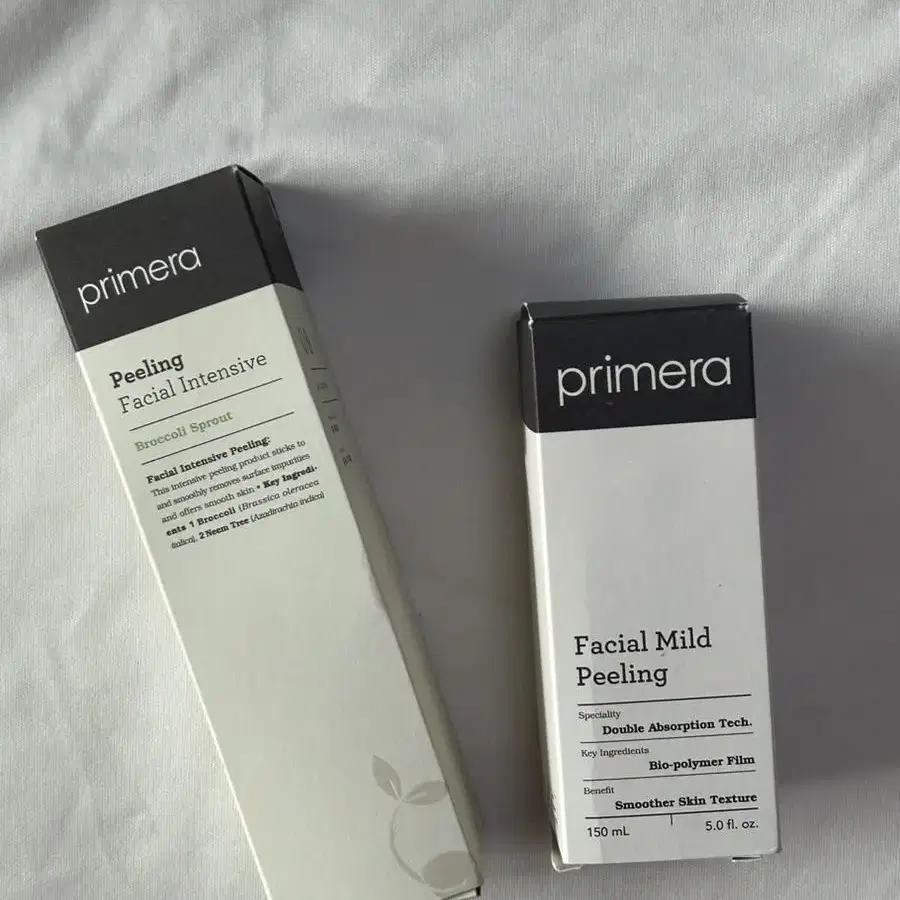 primera
Peeling
Facial Intensive
Broccoli Sprout
Facial Intensive Peeling:
This intensive peeling product sticks to
and smoothly removes surface impurities
and offers smooth skin • Key Ingredi-
ents 1 Broccoli (Brassica oleracea
italica), 2 Neem Tree (Azadirachta indica)
primera
Facial Mild
Peeling
Speciality
Double Absorption Tech.
Key Ingredients
Bio-polymer Film
Benefit
Smoother Skin Texture
150 mL 5.0 fl. oz.